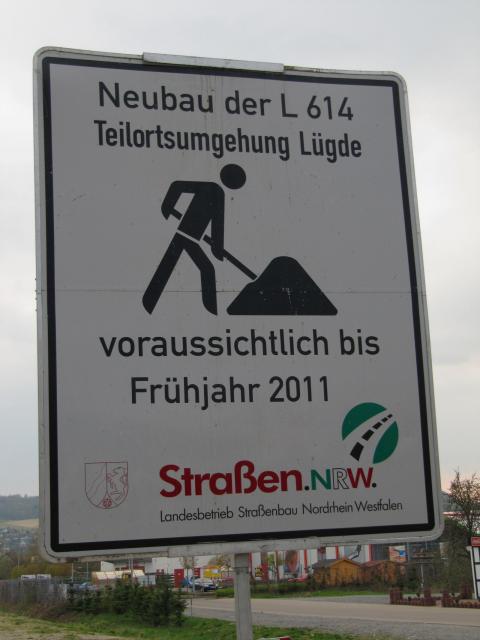 Neubau der L 614
Teilortsumgehung Lügde
voraussichtlich bis
Frühjahr 2011
Straßen.NRW.
Landesbetrieb Straßenbau Nordrhein Westfalen